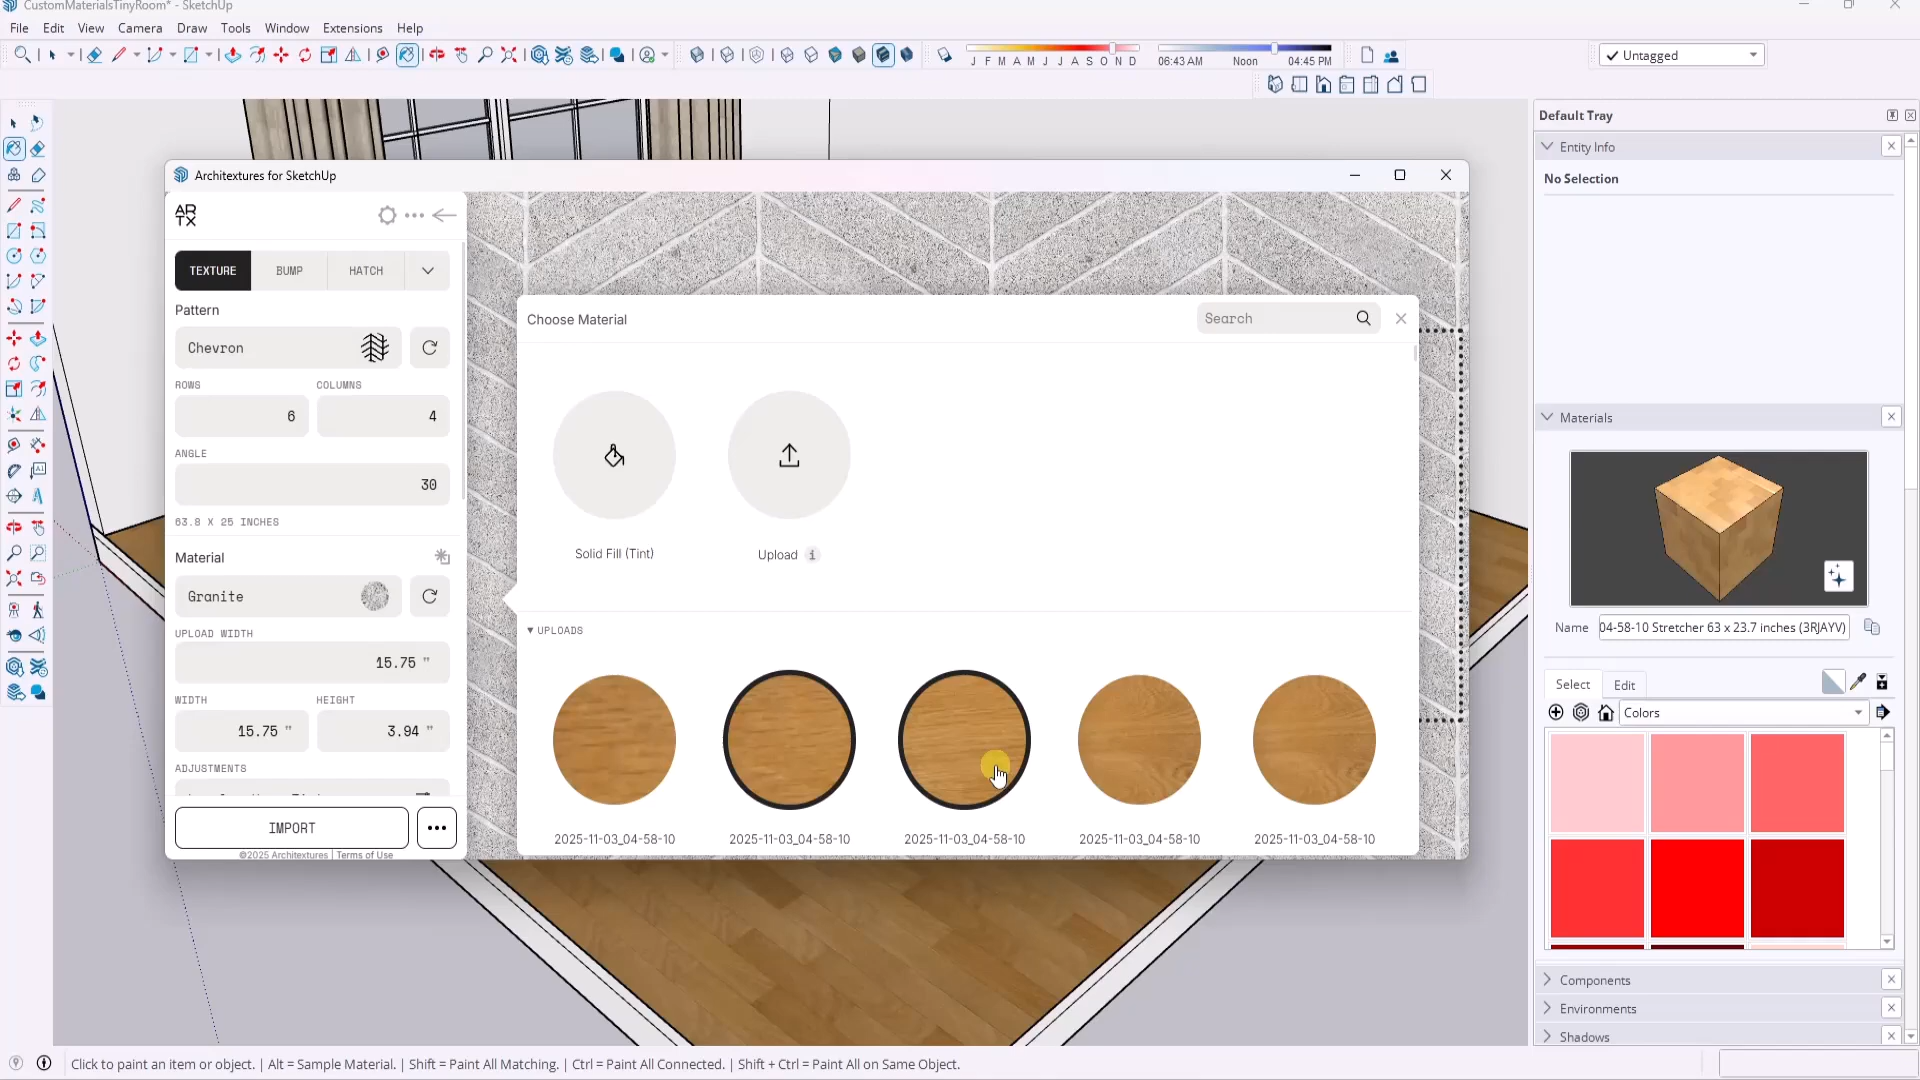 CustomMaterialsTinyRoom* - SketchUp
File Edit View Camera Draw Tools Window Extensions Help
J F M A M J J A S O N D
06:43 AM Noon 04:45 PM
Untagged
Default Tray
Entity Info
No Selection
Architextures for SketchUp
AR
TX
TEXTURE BUMP HATCH
Pattern
Chevron
ROWS COLUMNS
6 4
ANGLE
30
63.8 X 25 INCHES
Material
Granite
UPLOAD WIDTH
15.75 "
WIDTH HEIGHT
15.75 " 3.94 "
ADJUSTMENTS
IMPORT
©2025 Architextures | Terms of Use
Choose Material
Search
Solid Fill (Tint)
Upload i
▼ UPLOADS
2025-11-03_04-58-10 2025-11-03_04-58-10 2025-11-03_04-58-10 2025-11-03_04-58-10 2025-11-03_04-58-10
Materials
Name 04-58-10 Stretcher 63 x 23.7 inches (3RJAYV)
Select Edit
Colors
Components
Environments
Shadows
Click to paint an item or object. | Alt = Sample Material. | Shift = Paint All Matching. | Ctrl = Paint All Connected. | Shift + Ctrl = Paint All on Same Object.